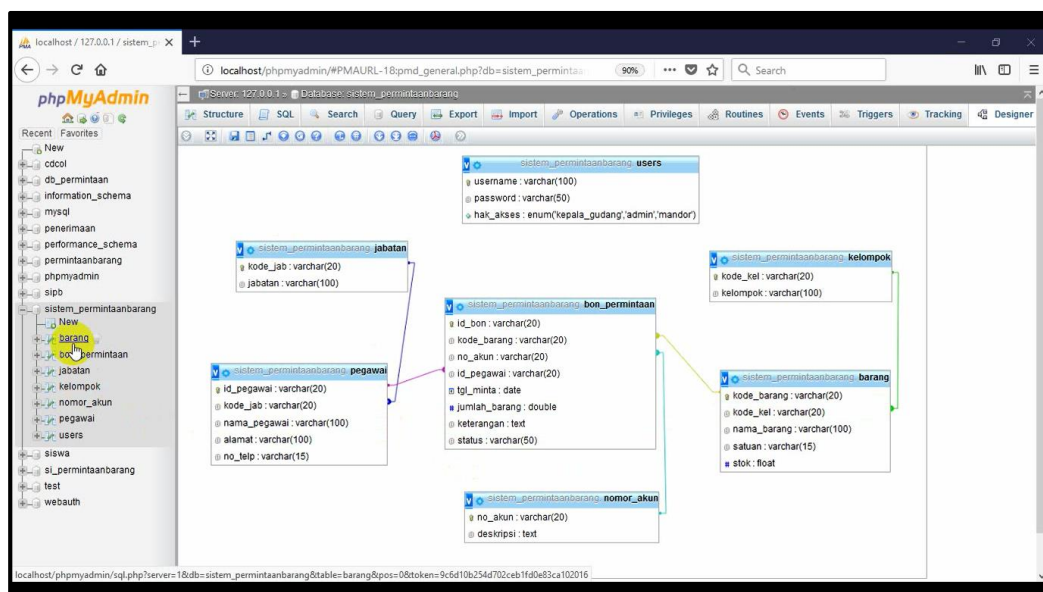 localhost / 127.0.0.1 / sistem_p
localhost/phpmyadmin/#PMAURL-18:pmd_general.php?db=sistem_permintaa
90%
Search
phpMyAdmin
Recent Favorites
New
cdcol
db_permintaan
information_schema
mysql
penerimaan
performance_schema
permintaanbarang
phpmyadmin
sipb
sistem_permintaanbarang
New
barang
bon_permintaan
jabatan
kelompok
nomor_akun
pegawai
users
siswa
si_permintaanbarang
test
webauth
Server: 127.0.0.1 » Database: sistem_permintaanbarang
Structure SQL Search Query Export Import Operations Privileges Routines Events Triggers Tracking Designer
v sistem_permintaanbarang users
username : varchar(100)
password : varchar(50)
hak_akses : enum('kepala_gudang','admin','mandor')
v sistem_permintaanbarang jabatan
kode_jab : varchar(20)
jabatan : varchar(100)
v sistem_permintaanbarang kelompok
kode_kel : varchar(20)
kelompok : varchar(100)
v sistem_permintaanbarang bon_permintaan
id_bon : varchar(20)
kode_barang : varchar(20)
no_akun : varchar(20)
id_pegawai : varchar(20)
tgl_minta : date
jumlah_barang : double
keterangan : text
status : varchar(50)
v sistem_permintaanbarang pegawai
id_pegawai : varchar(20)
kode_jab : varchar(20)
nama_pegawai : varchar(100)
alamat : varchar(100)
no_telp : varchar(15)
v sistem_permintaanbarang barang
kode_barang : varchar(20)
kode_kel : varchar(20)
nama_barang : varchar(100)
satuan : varchar(15)
stok : float
v sistem_permintaanbarang nomor_akun
no_akun : varchar(20)
deskripsi : text
localhost/phpmyadmin/sql.php?server=1&db=sistem_permintaanbarang&table=barang&pos=0&token=9c6d10b254d702ceb1fd0e83ca102016